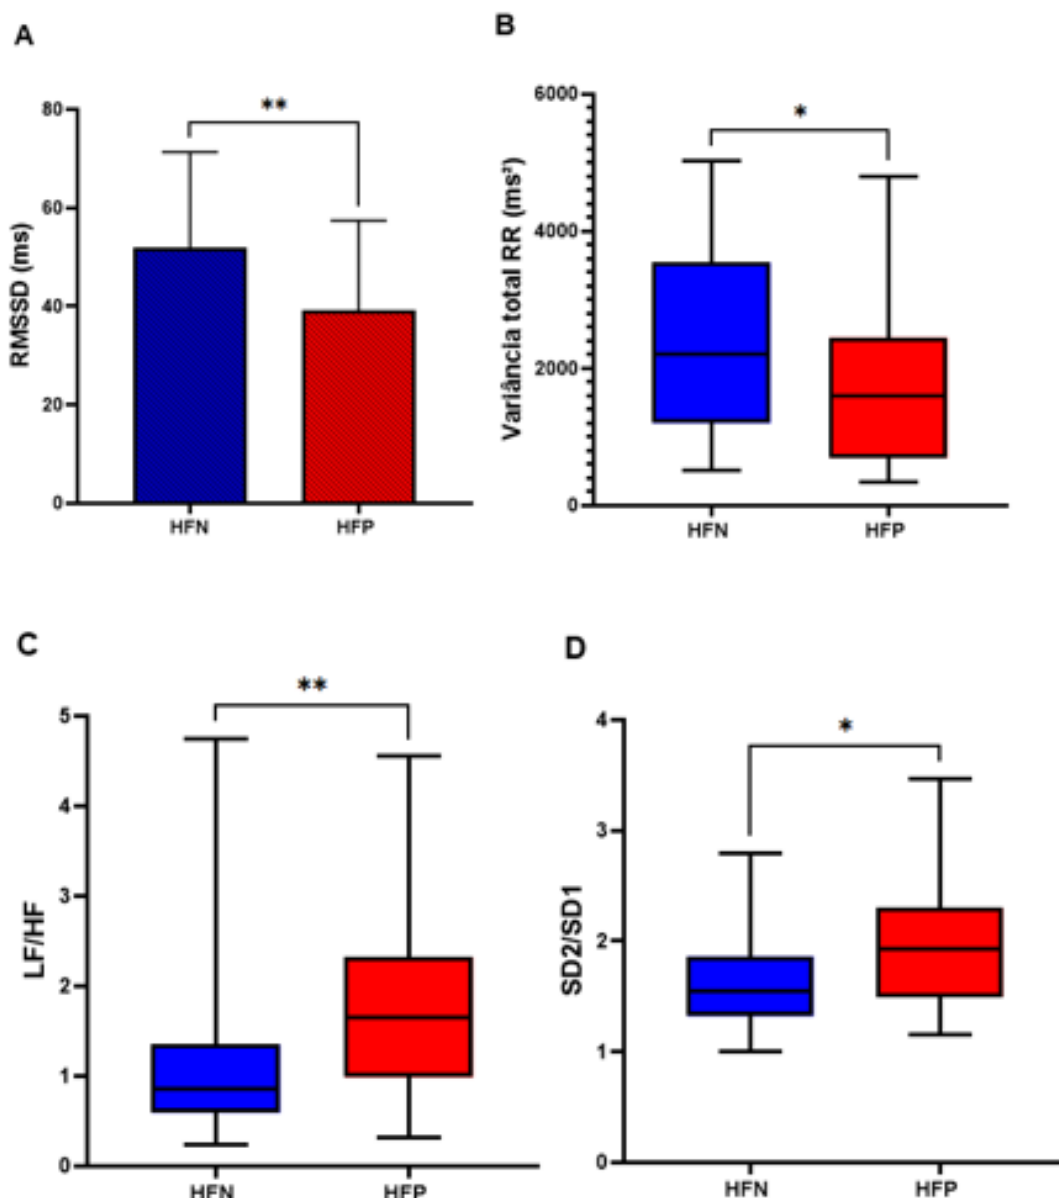 A
**
80
60
40
20
0
RMSSD (ms)
HFN
HFP
B
*
6000
4000
2000
0
Variância total RR (ms²)
HFN
HFP
C
**
5
4
3
2
1
0
LF/HF
HFN
HFP
D
*
4
3
2
1
0
SD2/SD1
HFN
HFP